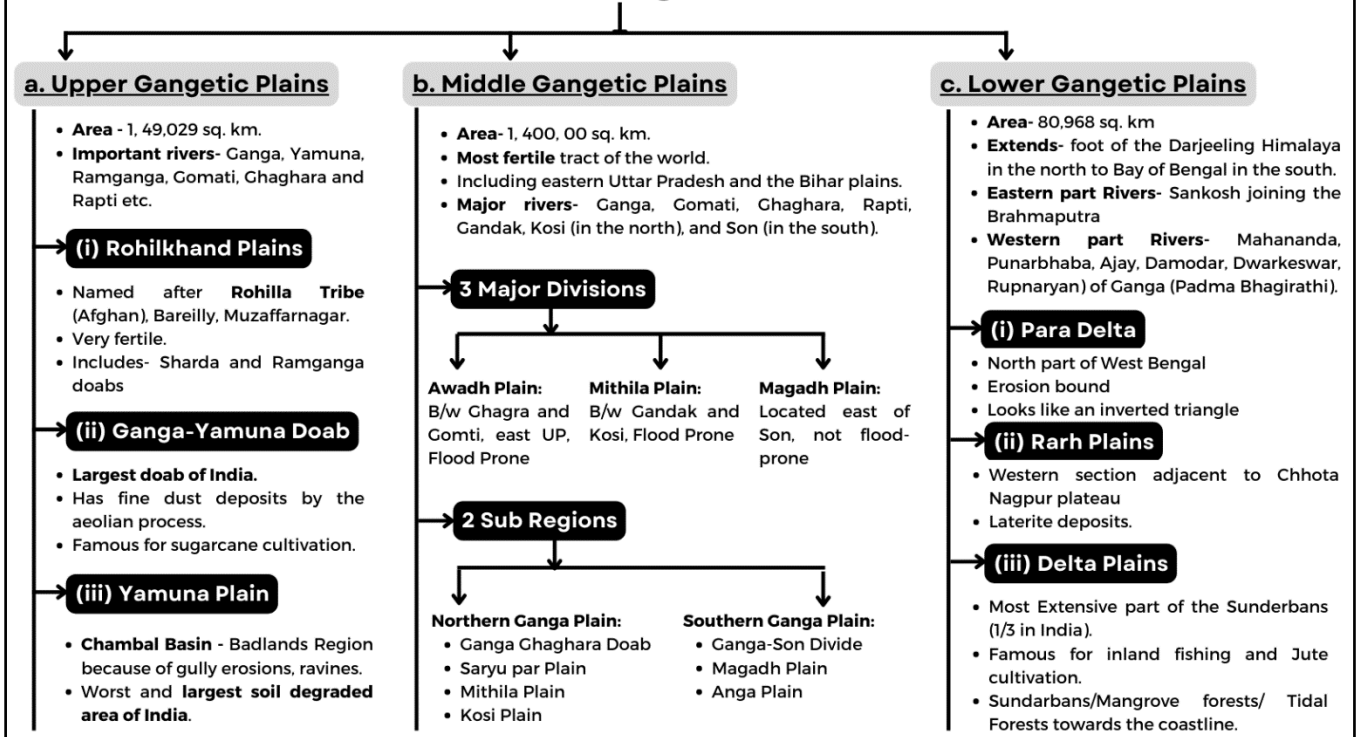 a. Upper Gangetic Plains
• Area - 1, 49,029 sq. km.
• Important rivers- Ganga, Yamuna,
Ramganga, Gomati, Ghaghara and
Rapti etc.
(i) Rohilkhand Plains
• Named after Rohilla Tribe
(Afghan), Bareilly, Muzaffarnagar.
• Very fertile.
• Includes- Sharda and Ramganga
doabs
(ii) Ganga-Yamuna Doab
• Largest doab of India.
• Has fine dust deposits by the
aeolian process.
• Famous for sugarcane cultivation.
(iii) Yamuna Plain
• Chambal Basin - Badlands Region
because of gully erosions, ravines.
• Worst and largest soil degraded
area of India.
b. Middle Gangetic Plains
• Area- 1, 400, 00 sq. km.
• Most fertile tract of the world.
• Including eastern Uttar Pradesh and the Bihar plains.
• Major rivers- Ganga, Gomati, Ghaghara, Rapti,
Gandak, Kosi (in the north), and Son (in the south).
3 Major Divisions
Awadh Plain:
B/w Ghagra and
Gomti, east UP,
Flood Prone
Mithila Plain:
B/w Gandak and
Kosi, Flood Prone
Magadh Plain:
Located east of
Son, not flood-
prone
2 Sub Regions
Northern Ganga Plain:
• Ganga Ghaghara Doab
• Saryu par Plain
• Mithila Plain
• Kosi Plain
Southern Ganga Plain:
• Ganga-Son Divide
• Magadh Plain
• Anga Plain
c. Lower Gangetic Plains
• Area- 80,968 sq. km
• Extends- foot of the Darjeeling Himalaya
in the north to Bay of Bengal in the south.
• Eastern part Rivers- Sankosh joining the
Brahmaputra
• Western part Rivers- Mahananda,
Punarbhaba, Ajay, Damodar, Dwarkeswar,
Rupnaryan) of Ganga (Padma Bhagirathi).
(i) Para Delta
• North part of West Bengal
• Erosion bound
• Looks like an inverted triangle
(ii) Rarh Plains
• Western section adjacent to Chhota
Nagpur plateau
• Laterite deposits.
(iii) Delta Plains
• Most Extensive part of the Sunderbans
(1/3 in India).
• Famous for inland fishing and Jute
cultivation.
• Sundarbans/Mangrove forests/ Tidal
Forests towards the coastline.